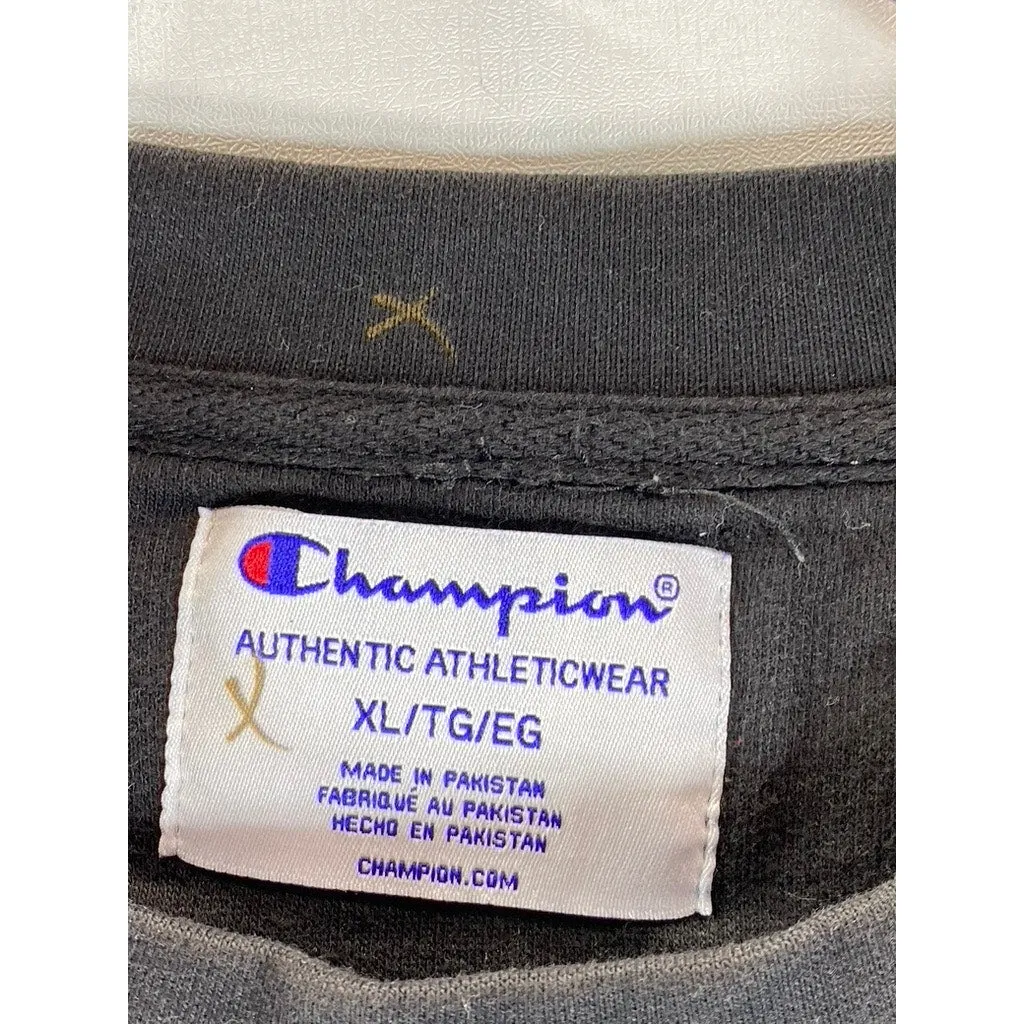 Champion®
AUTHENTIC ATHLETICWEAR
XL/TG/EG
MADE IN PAKISTAN
FABRIQUÉ AU PAKISTAN
HECHO EN PAKISTAN
CHAMPION.COM